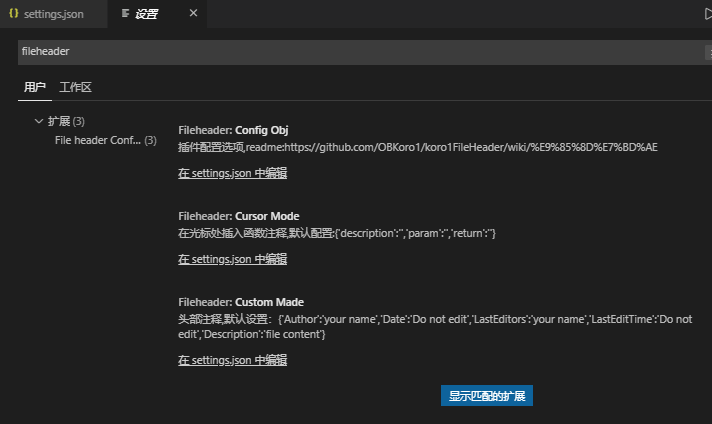 settings.json
设置
fileheader
用户 工作区
扩展 (3)
File header Conf... (3)
Fileheader: Config Obj
插件配置选项,readme:https://github.com/OBKoro1/koro1FileHeader/wiki/%E9%85%8D%E7%BD%AE
在 settings.json 中编辑
Fileheader: Cursor Mode
在光标处插入函数注释,默认配置:{'description':'','param':'','return':''}
在 settings.json 中编辑
Fileheader: Custom Made
头部注释,默认设置：{'Author':'your name','Date':'Do not edit','LastEditors':'your name','LastEditTime':'Do not
edit','Description':'file content'}
在 settings.json 中编辑
显示匹配的扩展